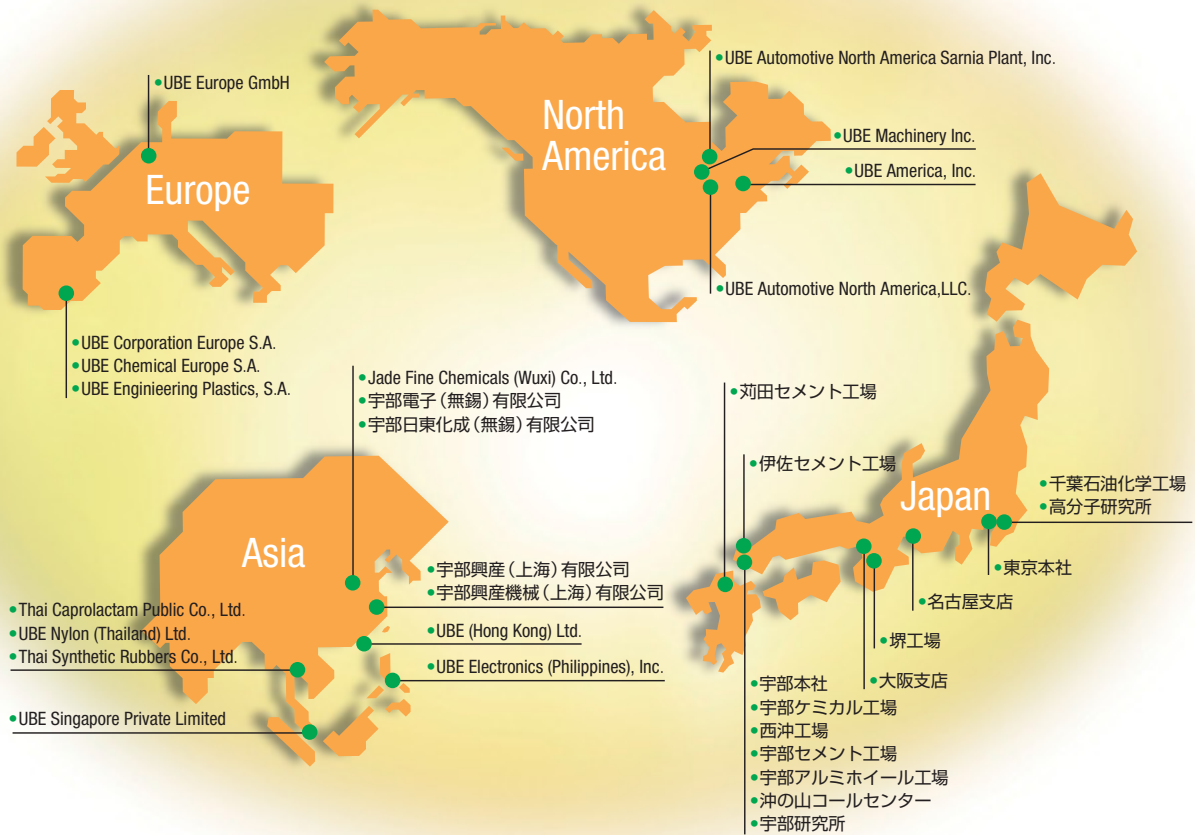 Europe
•UBE Europe GmbH
•UBE Corporation Europe S.A.
•UBE Chemical Europe S.A.
•UBE Enginieering Plastics, S.A.
North
America
•UBE Automotive North America Sarnia Plant, Inc.
•UBE Machinery Inc.
•UBE America, Inc.
•UBE Automotive North America,LLC.
Asia
•Jade Fine Chemicals (Wuxi) Co., Ltd.
•宇部電子（無錫）有限公司
•宇部日東化成（無錫）有限公司
•宇部興産（上海）有限公司
•宇部興産機械（上海）有限公司
•UBE (Hong Kong) Ltd.
•UBE Electronics (Philippines), Inc.
•Thai Caprolactam Public Co., Ltd.
•UBE Nylon (Thailand) Ltd.
•Thai Synthetic Rubbers Co., Ltd.
•UBE Singapore Private Limited
Japan
•苅田セメント工場
•伊佐セメント工場
•千葉石油化学工場
•高分子研究所
•東京本社
•名古屋支店
•堺工場
•大阪支店
•宇部本社
•宇部ケミカル工場
•西沖工場
•宇部セメント工場
•宇部アルミホイール工場
•沖の山コールセンター
•宇部研究所